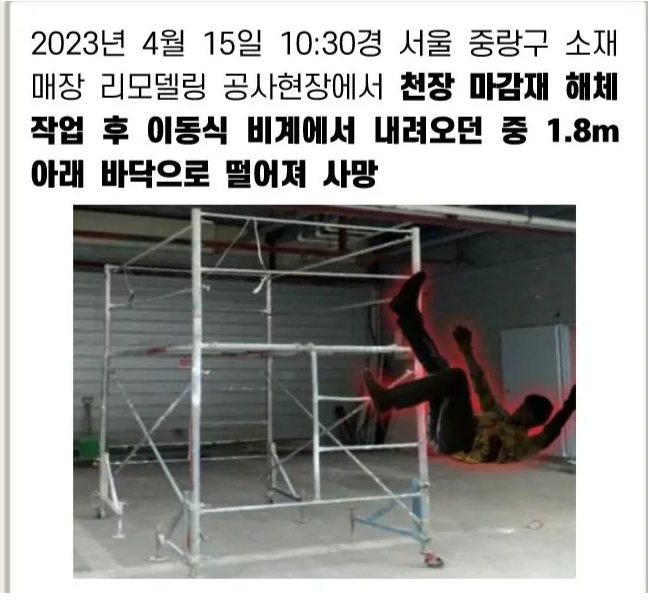 2023년 4월 15일 10:30경 서울 중랑구 소재
매장 리모델링 공사현장에서 천장 마감재 해체
작업 후 이동식 비계에서 내려오던 중 1.8m
아래 바닥으로 떨어져 사망